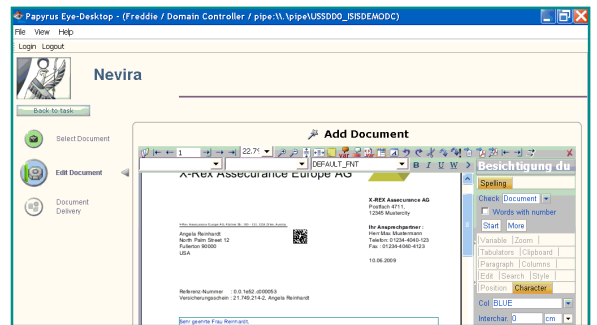 Papyrus Eye-Desktop - (Freddie / Domain Controller / pipe:\\.\pipe\USSDD0_ISISDEMODC)
File View Help
Login Logout
Nevira
Back to task
Select Document
Edit Document
Document
Delivery
Add Document
1
22.7%
DEFAULT_FNT
B I U W
Besichtigung du
X-Rex Assecurance Europe AG
X-REX Assecurance AG
Postfach 4711,
12345 Mustercity
Angela Reinhardt
North Palm Street 12
Fullerton 90000
USA
Ihr Ansprechpartner :
Herr Max Mustermann
Telefon: 01234-4040-123
Fax : 01234-4040-4123
10.06.2009
Referenz-Nummer : 0.0.1e52.c000053
Versicherungsschein : 21.749.214-2, Angela Reinhardt
Sehr geehrte Frau Reinhardt,
Spelling
Check Document
Words with number
Start More
Variable Zoom
Tabulators Clipboard
Paragraph Columns
Edit Search Style
Position Character
Col BLUE
Interchar. 0 cm